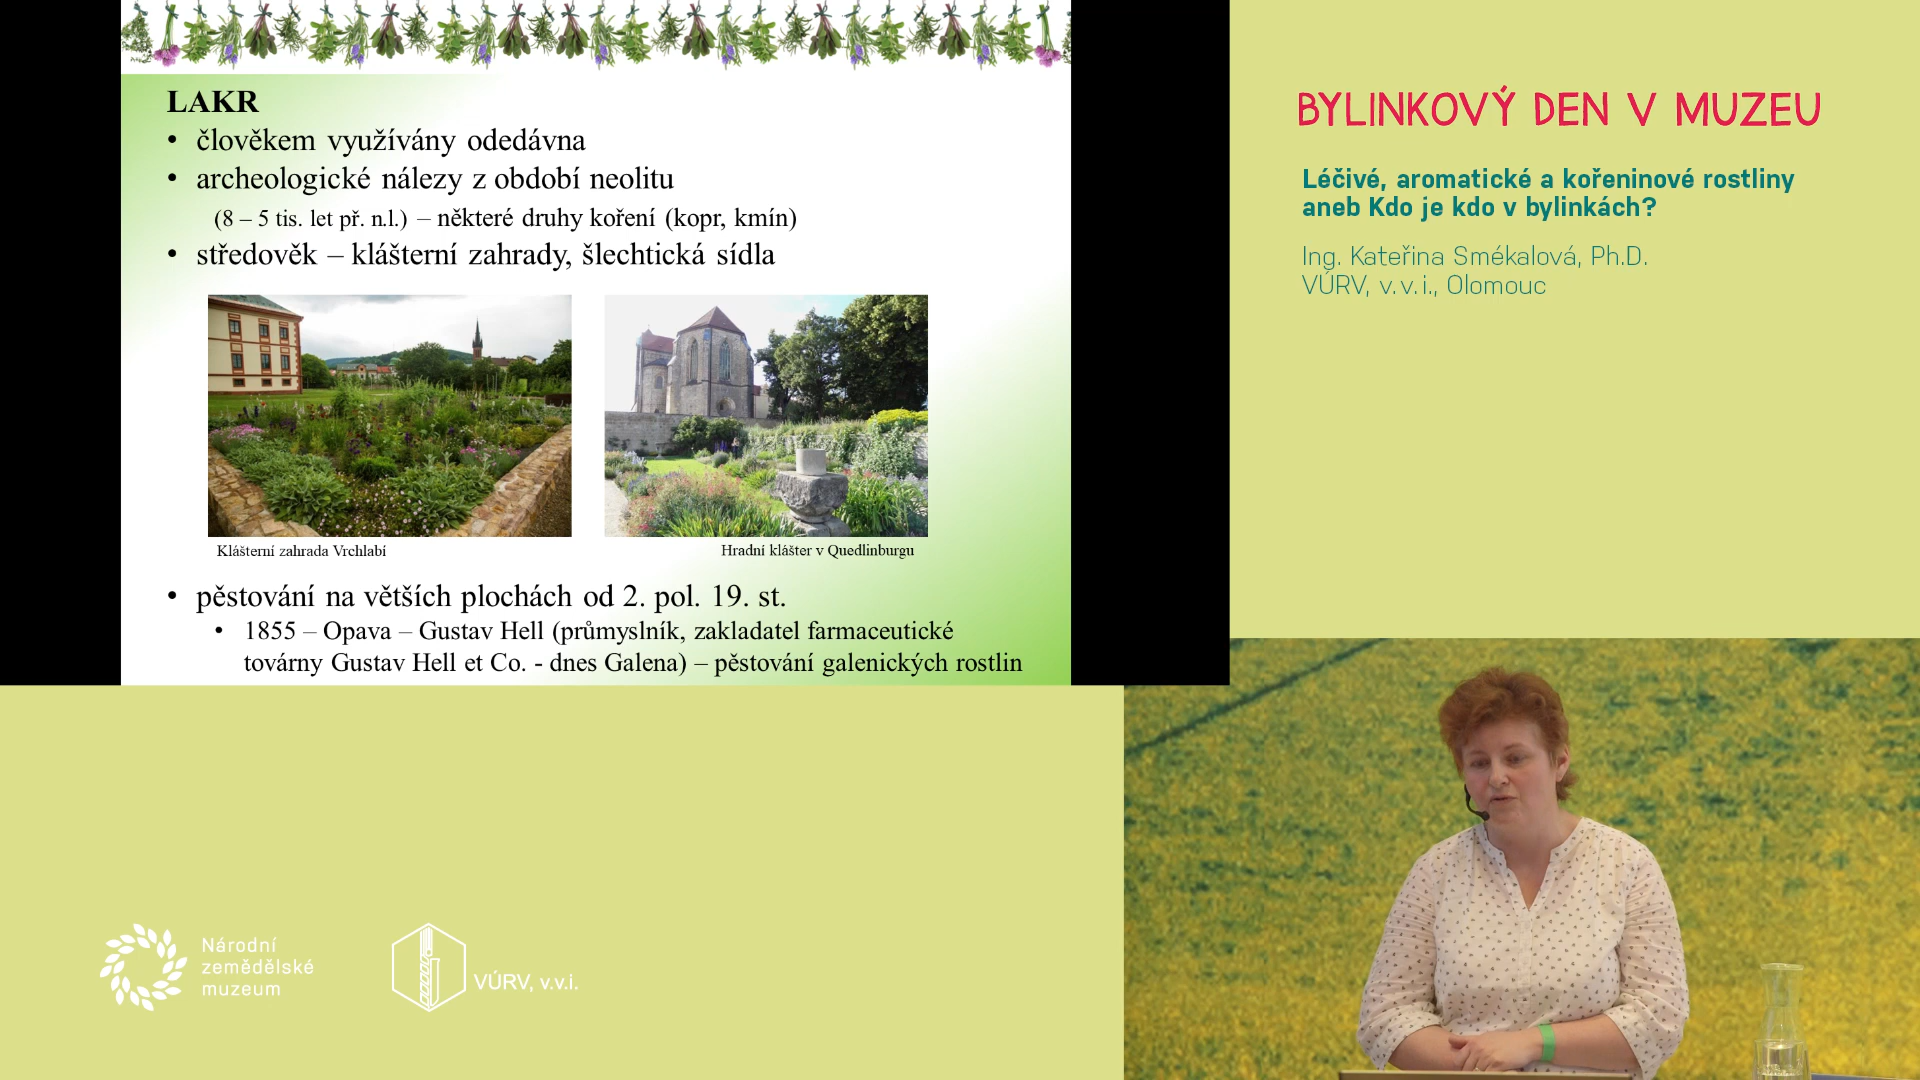 LAKR
• člověkem využívány odedávna
• archeologické nálezy z období neolitu
(8 – 5 tis. let př. n.l.) – některé druhy koření (kopr, kmín)
• středověk – klášterní zahrady, šlechtická sídla
Klášterní zahrada Vrchlabí
Hradní klášter v Quedlinburgu
• pěstování na větších plochách od 2. pol. 19. st.
• 1855 – Opava – Gustav Hell (průmyslník, zakladatel farmaceutické
továrny Gustav Hell et Co. - dnes Galena) – pěstování galenických rostlin
BYLINKOVÝ DEN V MUZEU
Léčivé, aromatické a kořeninové rostliny
aneb Kdo je kdo v bylinkách?
Ing. Kateřina Smékalová, Ph.D.
VÚRV, v. v. i., Olomouc
Národní
zemědělské
muzeum
VÚRV, v.v.i.